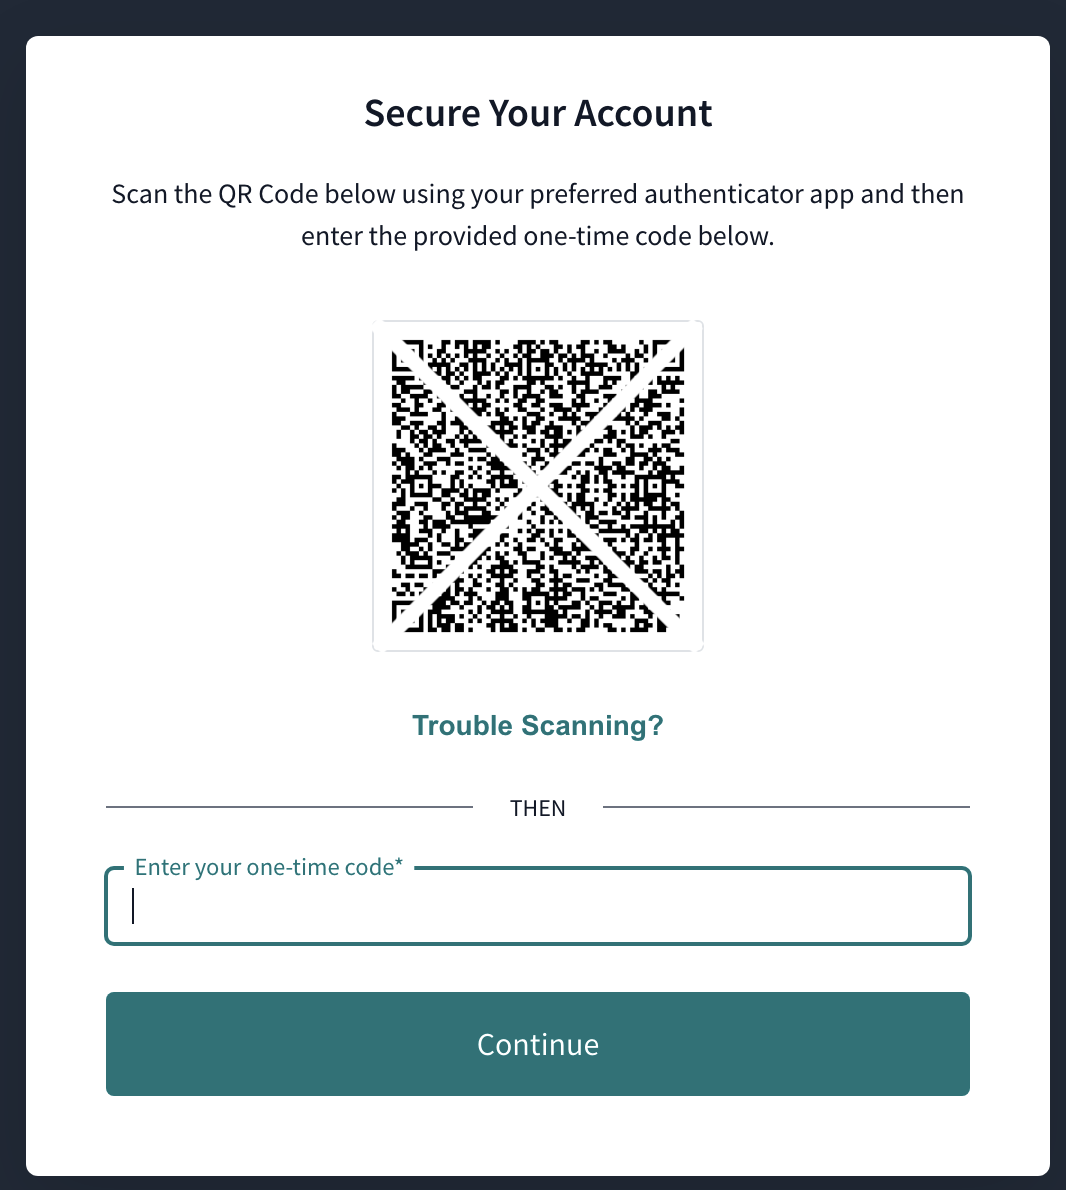 Secure Your Account
Scan the QR Code below using your preferred authenticator app and then
enter the provided one-time code below.
Trouble Scanning?
THEN
Enter your one-time code*
Continue